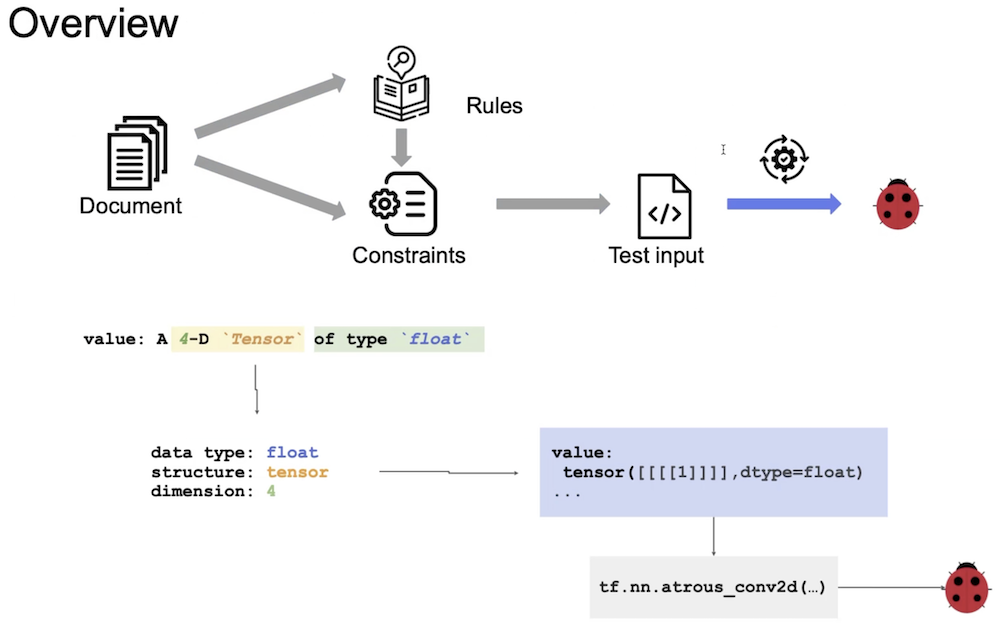 Overview
Rules
Document
Constraints
Test input
</>
value: A 4-D `Tensor` of type `float`
data type: float
structure: tensor
dimension: 4
value:
tensor([[[[1]]]],dtype=float)
...
tf.nn.atrous_conv2d(…)